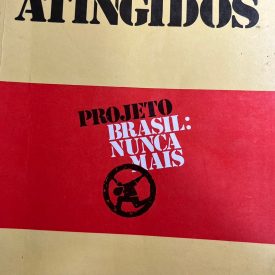 ATINGIDOS
PROJETO
BRASIL:
NUNCA
MAIS